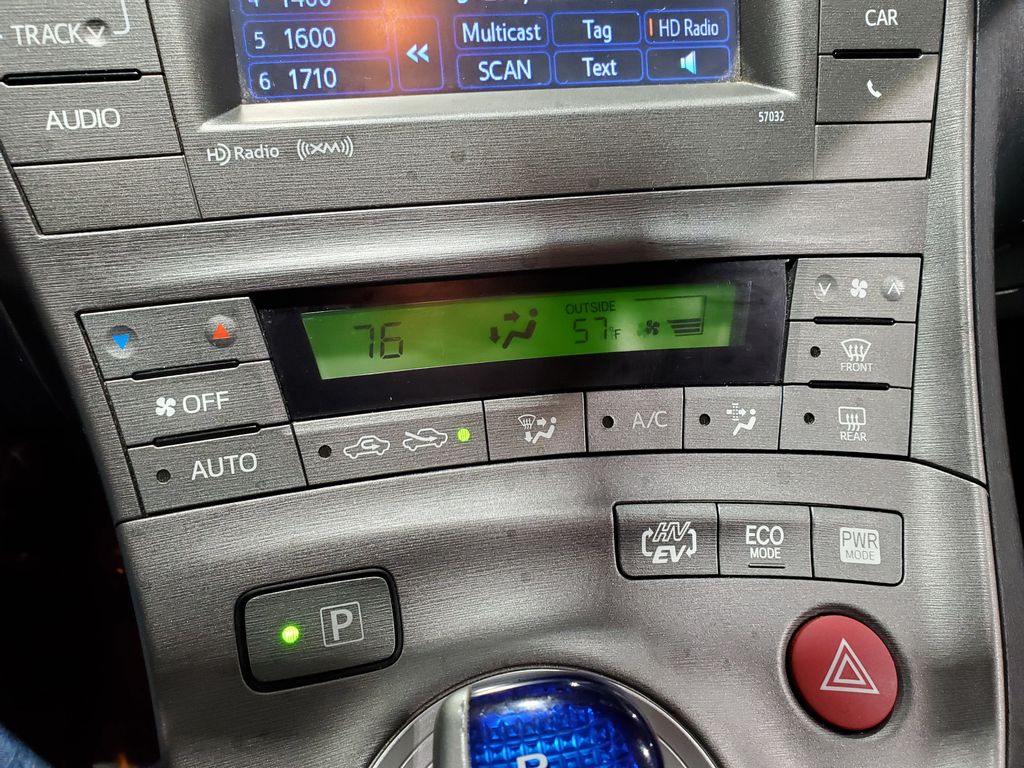 TRACK
AUDIO
5 1600
6 1710
Multicast
Tag
HD Radio
SCAN
Text
57032
HD Radio
((XM))
CAR
76
OUTSIDE
57°F
FRONT
OFF
AUTO
A/C
REAR
HV
EV
ECO
MODE
PWR
MODE
P